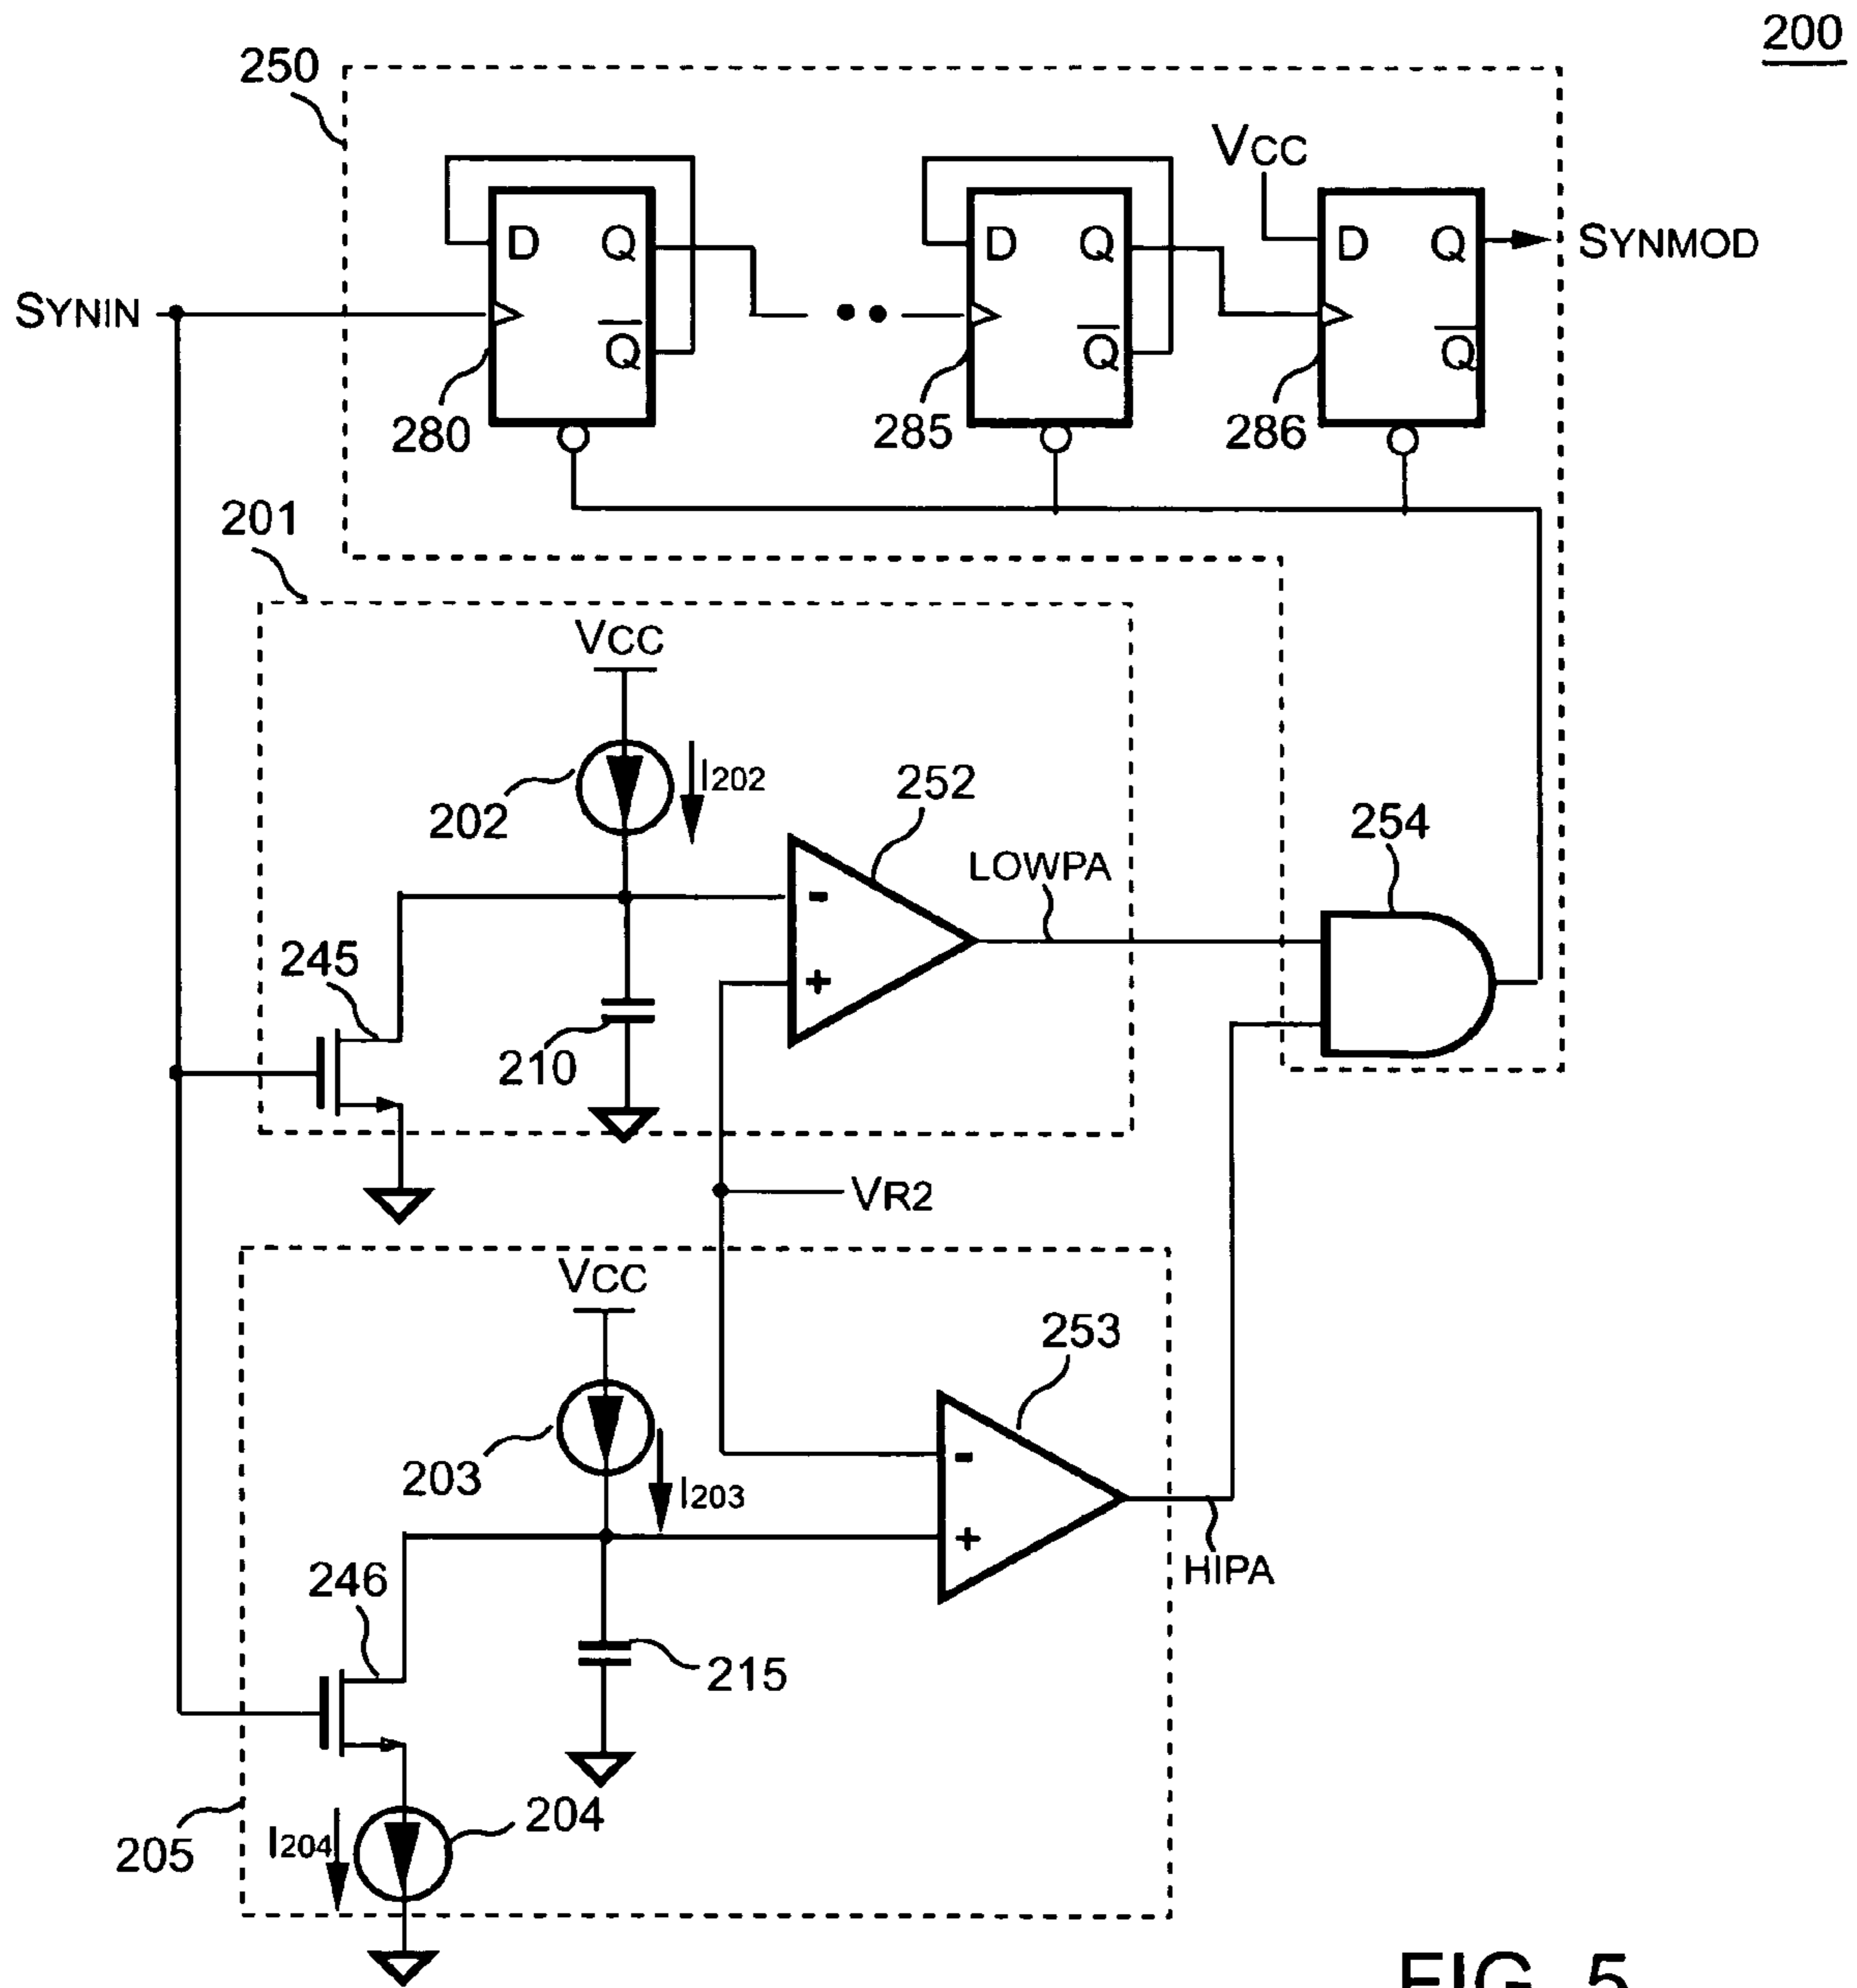 200
250
VCC
D Q
Q
D Q
Q
D Q
Q
SYNIN
SYNMOD
280
285
286
201
VCC
202
I202
252
254
LOWPA
-
+
245
210
VR2
VCC
253
203
I203
-
+
HIPA
246
215
204
I204
205
FIG. 5